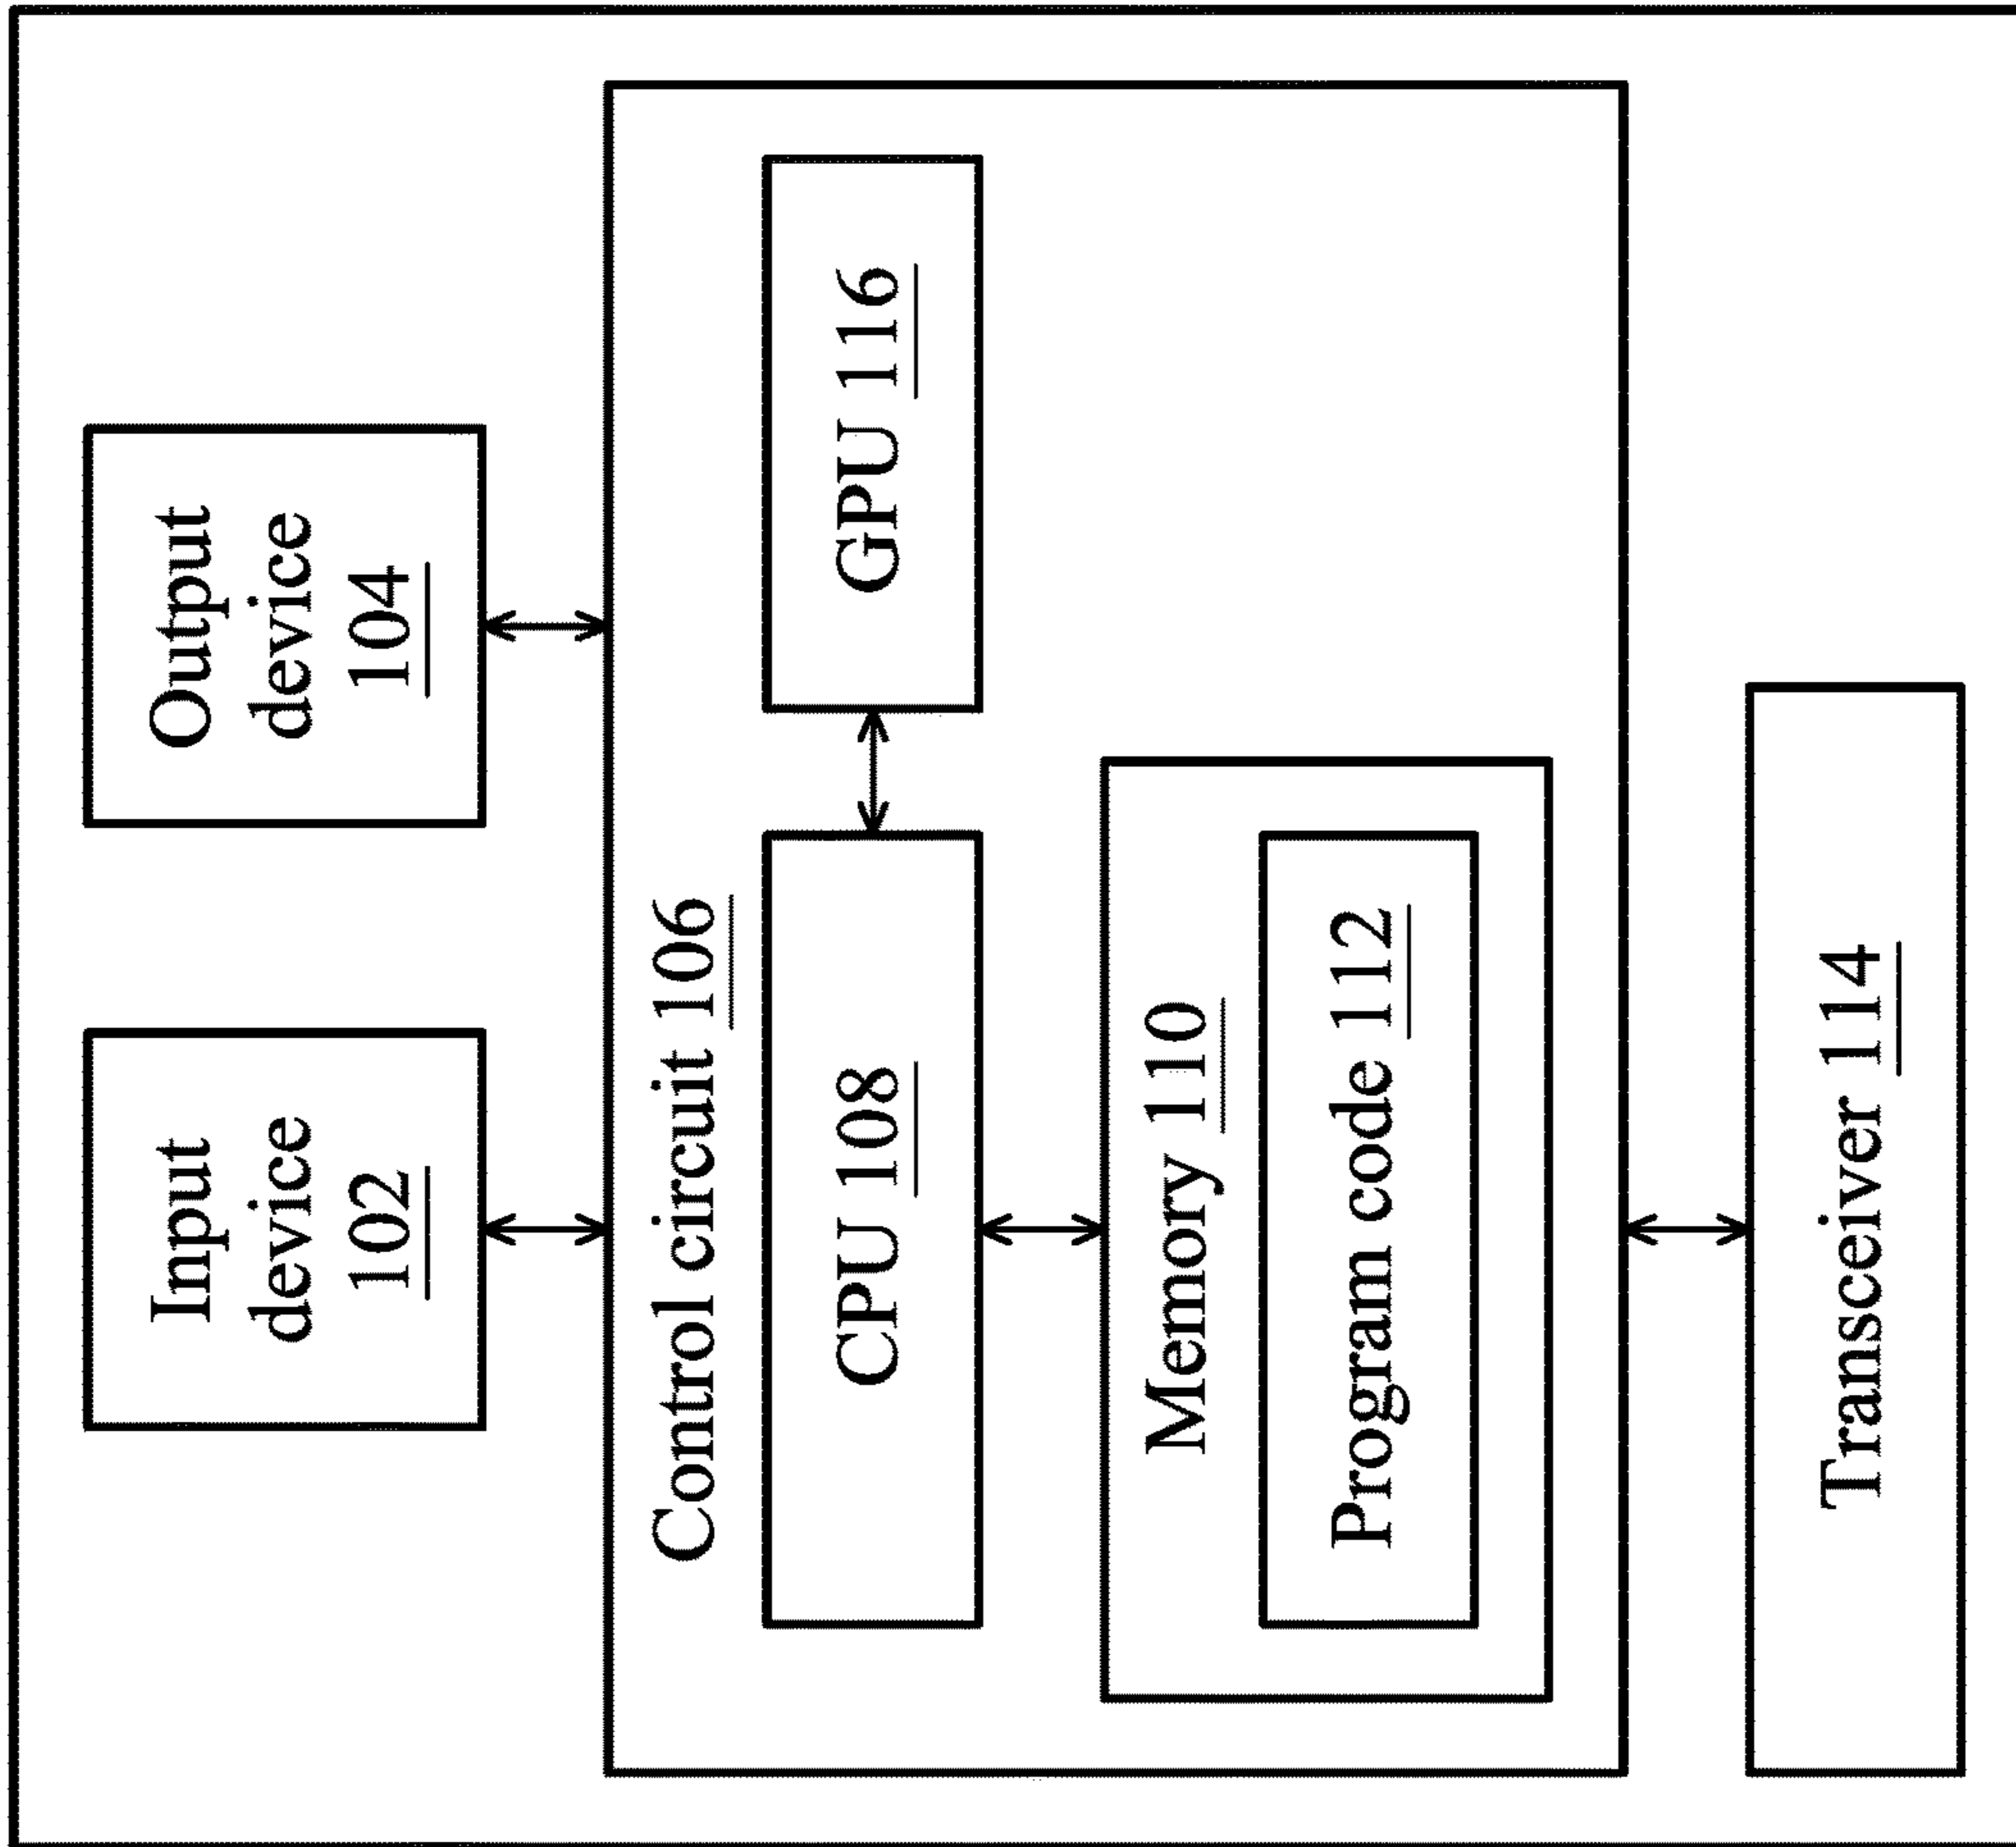 Input
device
102
Output
device
104
Control circuit 106
CPU 108
GPU 116
Memory 110
Program code 112
Transceiver 114